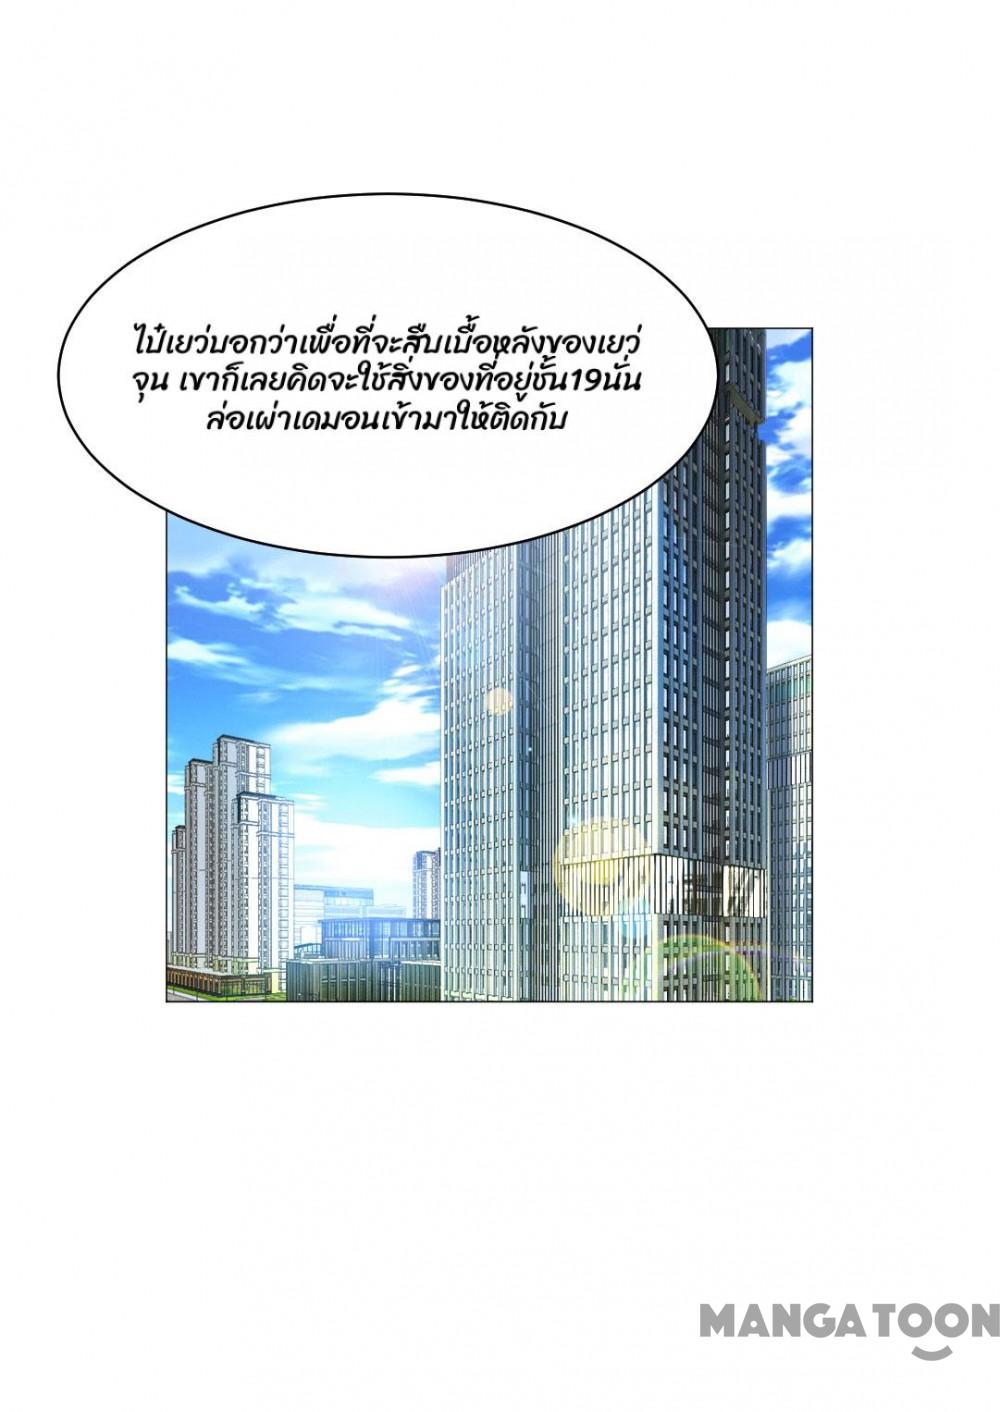 ไป๋เยว่บอกว่าเพื่อที่จะสืบเบื้อหลังของเยว่
จุน เขาก็เลยคิดจะใช้สิ่งของที่อยู่ชั้น19นั่น
ล่อเผ่าเดมอนเข้ามาให้ติดกับ
MANGATOON